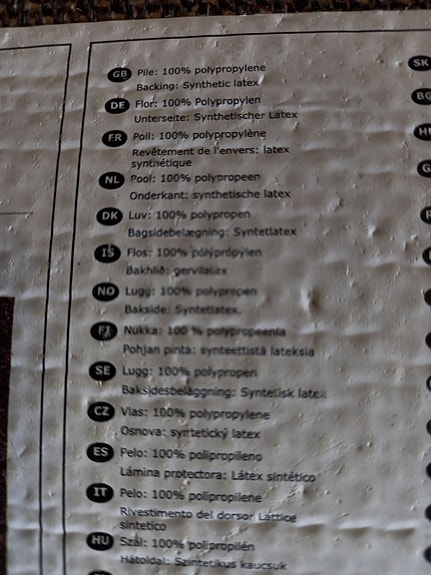 GB Pile: 100% polypropylene
Backing: Synthetic latex
DE Flor: 100% Polypropylen
Unterseite: Synthetischer Latex
FR Poil: 100% polypropylène
Revêtement de l'envers: latex
synthétique
NL Pool: 100% polypropeen
Onderkant: synthetische latex
DK Luv: 100% polypropen
Bagsidebelægning: Syntetlatex
IS Flos: 100% pólýprópýlen
Bakhlið: gervilatex
NO Lugg: 100% polypropen
Bakside: Syntetlatex.
FI Nukka: 100 % polypropeenia
Pohjan pinta: synteettistä lateksia
SE Lugg: 100% polypropen
Baksidesbeläggning: Syntetisk latex
CZ Vlas: 100% polypropylene
Osnova: syntetický latex
ES Pelo: 100% polipropileno
Lámina protectora: Látex sintético
IT Pelo: 100% polipropilene
Rivestimento del dorso: Lattice
sintetico
HU Szál: 100% polipropilén
Hátoldal: Szintetikus kaucsuk
SK
BG